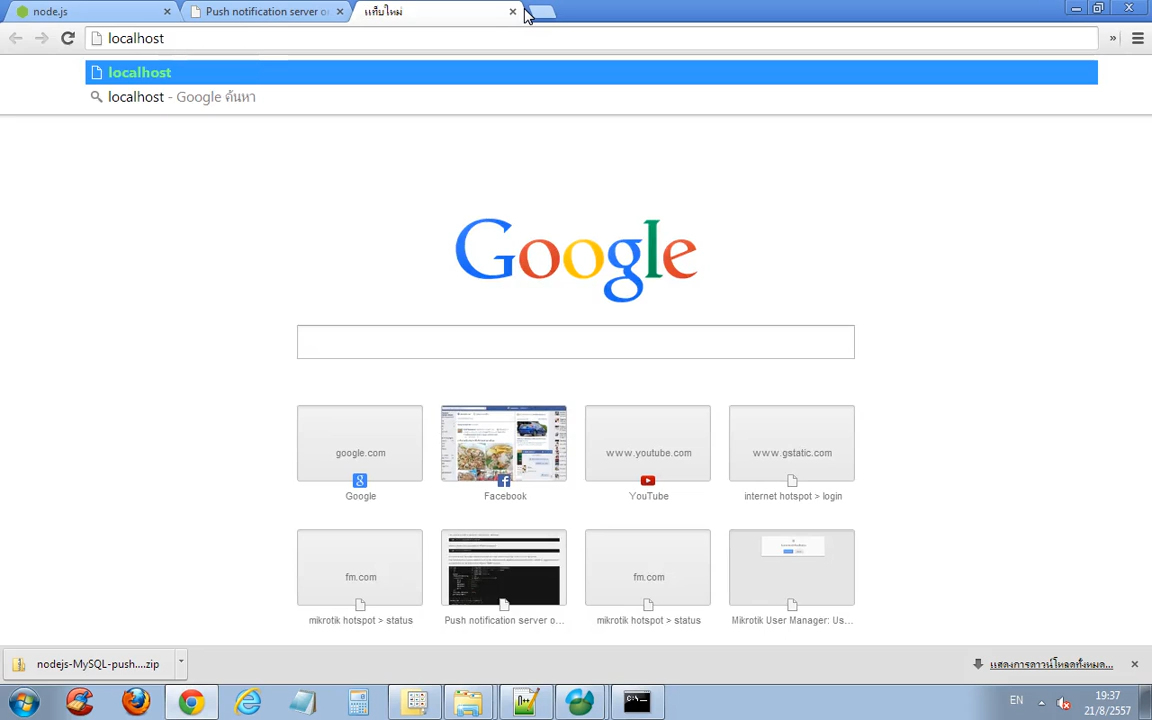 node.js
Push notification server o
แท็บใหม่
localhost
localhost
localhost - Google ค้นหา
Google
google.com
www.youtube.com
www.gstatic.com
Google
Facebook
YouTube
internet hotspot > login
fm.com
fm.com
mikrotik hotspot > status
Push notification server o...
mikrotik hotspot > status
Mikrotik User Manager: Us...
nodejs-MySQL-push....zip
แสดงการดาวน์โหลดทั้งหมด...
EN
19:37
21/8/2557